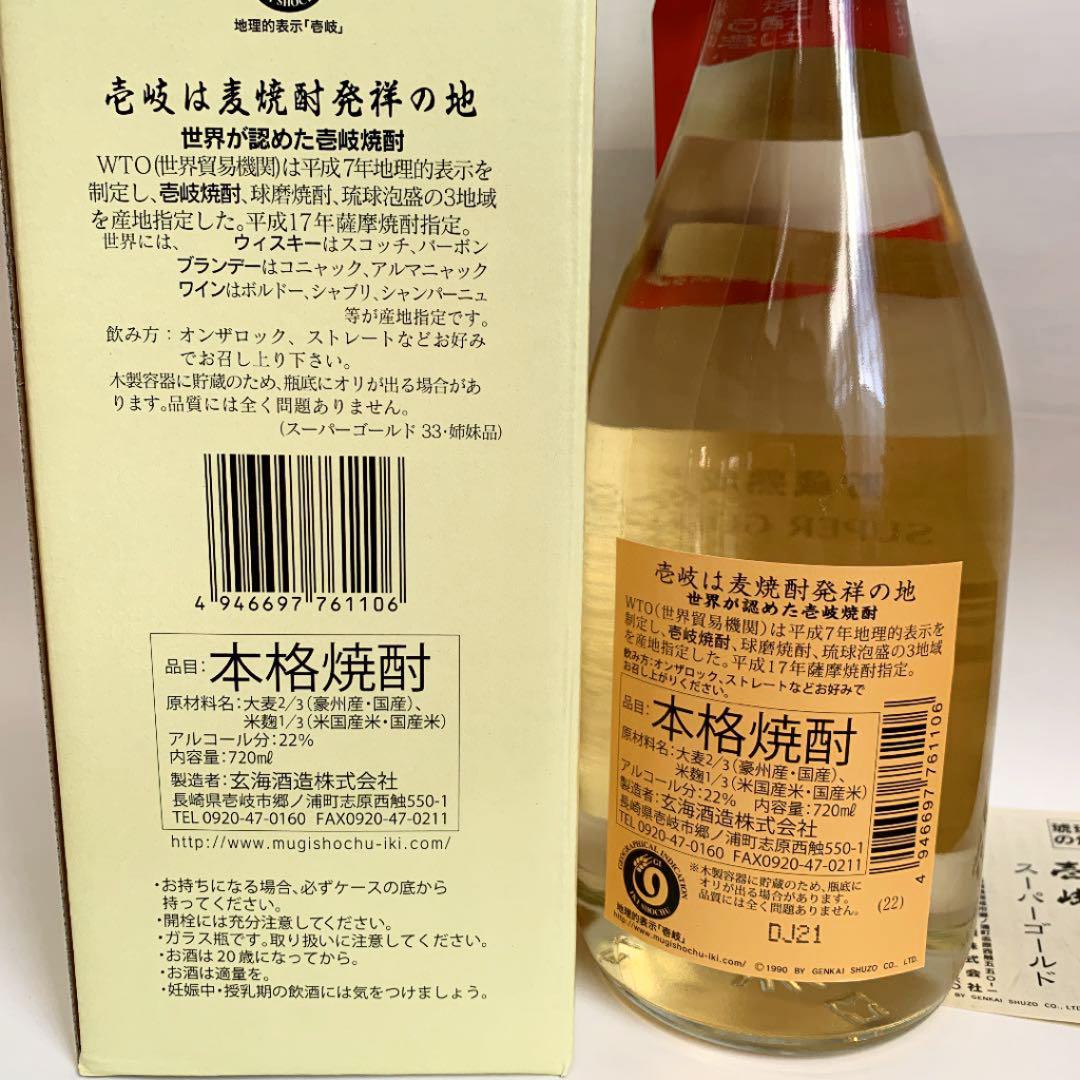 地理的表示「壱岐」
壱岐は麦焼酎発祥の地
世界が認めた壱岐焼酎
WTO(世界貿易機関)は平成7年地理的表示を
制定し、壱岐焼酎、球磨焼酎、琉球泡盛の3地域
を産地指定した。平成17年薩摩焼酎指定。
世界には、 ウィスキーはスコッチ、バーボン
ブランデーはコニャック、アルマニャック
ワインはボルドー、シャブリ、シャンパーニュ
等が産地指定です。
飲み方:オンザロック、ストレートなどお好み
でお召し上り下さい。
木製容器に貯蔵のため、瓶底にオリが出る場合があ
ります。品質には全く問題ありません。
(スーパーゴールド 33・姉妹品)
4 946697 761106
品目:本格焼酎
原材料名:大麦2/3(豪州産・国産)、
米麹1/3(米国産米・国産米)
アルコール分:22%
内容量:720mℓ
製造者:玄海酒造株式会社
長崎県壱岐市郷ノ浦町志原西触550-1
TEL 0920-47-0160 FAX0920-47-0211
http://www.mugishochu-iki.com/
・お持ちになる場合、必ずケースの底から
持ってください。
・開栓には充分注意してください。
・ガラス瓶です。取り扱いに注意してください。
・お酒は20歳になってから。
・お酒は適量を。
・妊娠中・授乳期の飲酒には気をつけましょう。
壱岐は麦焼酎発祥の地
世界が認めた壱岐焼酎
WTO(世界貿易機関)は平成7年地理的表示を
制定し、壱岐焼酎、球磨焼酎、琉球泡盛の3地域
を産地指定した。平成17年薩摩焼酎指定。
飲み方:オンザロック、ストレートなどお好みで
お召し上がりください。
品目:本格焼酎
原材料名:大麦2/3(豪州産・国産)、
米麹1/3(米国産米・国産米)
アルコール分:22% 内容量:720mℓ
製造者:玄海酒造株式会社
長崎県壱岐市郷ノ浦町志原西触550-1
TEL 0920-47-0160 FAX0920-47-0211
4 946697 761106
GEOGRAPHICAL INDICATION
GI
IKI SHOCHU
地理的表示「壱岐」
※木製容器に貯蔵のため、瓶底に
オリが出る場合があります。
品質には全く問題ありません。
(22)
DJ21
http://www.mugishochu-iki.com/
©1990 BY GENKAI SHUZO CO., LTD.
SUPER
スーパーゴールド
BY GENKAI SHUZO CO., LTD